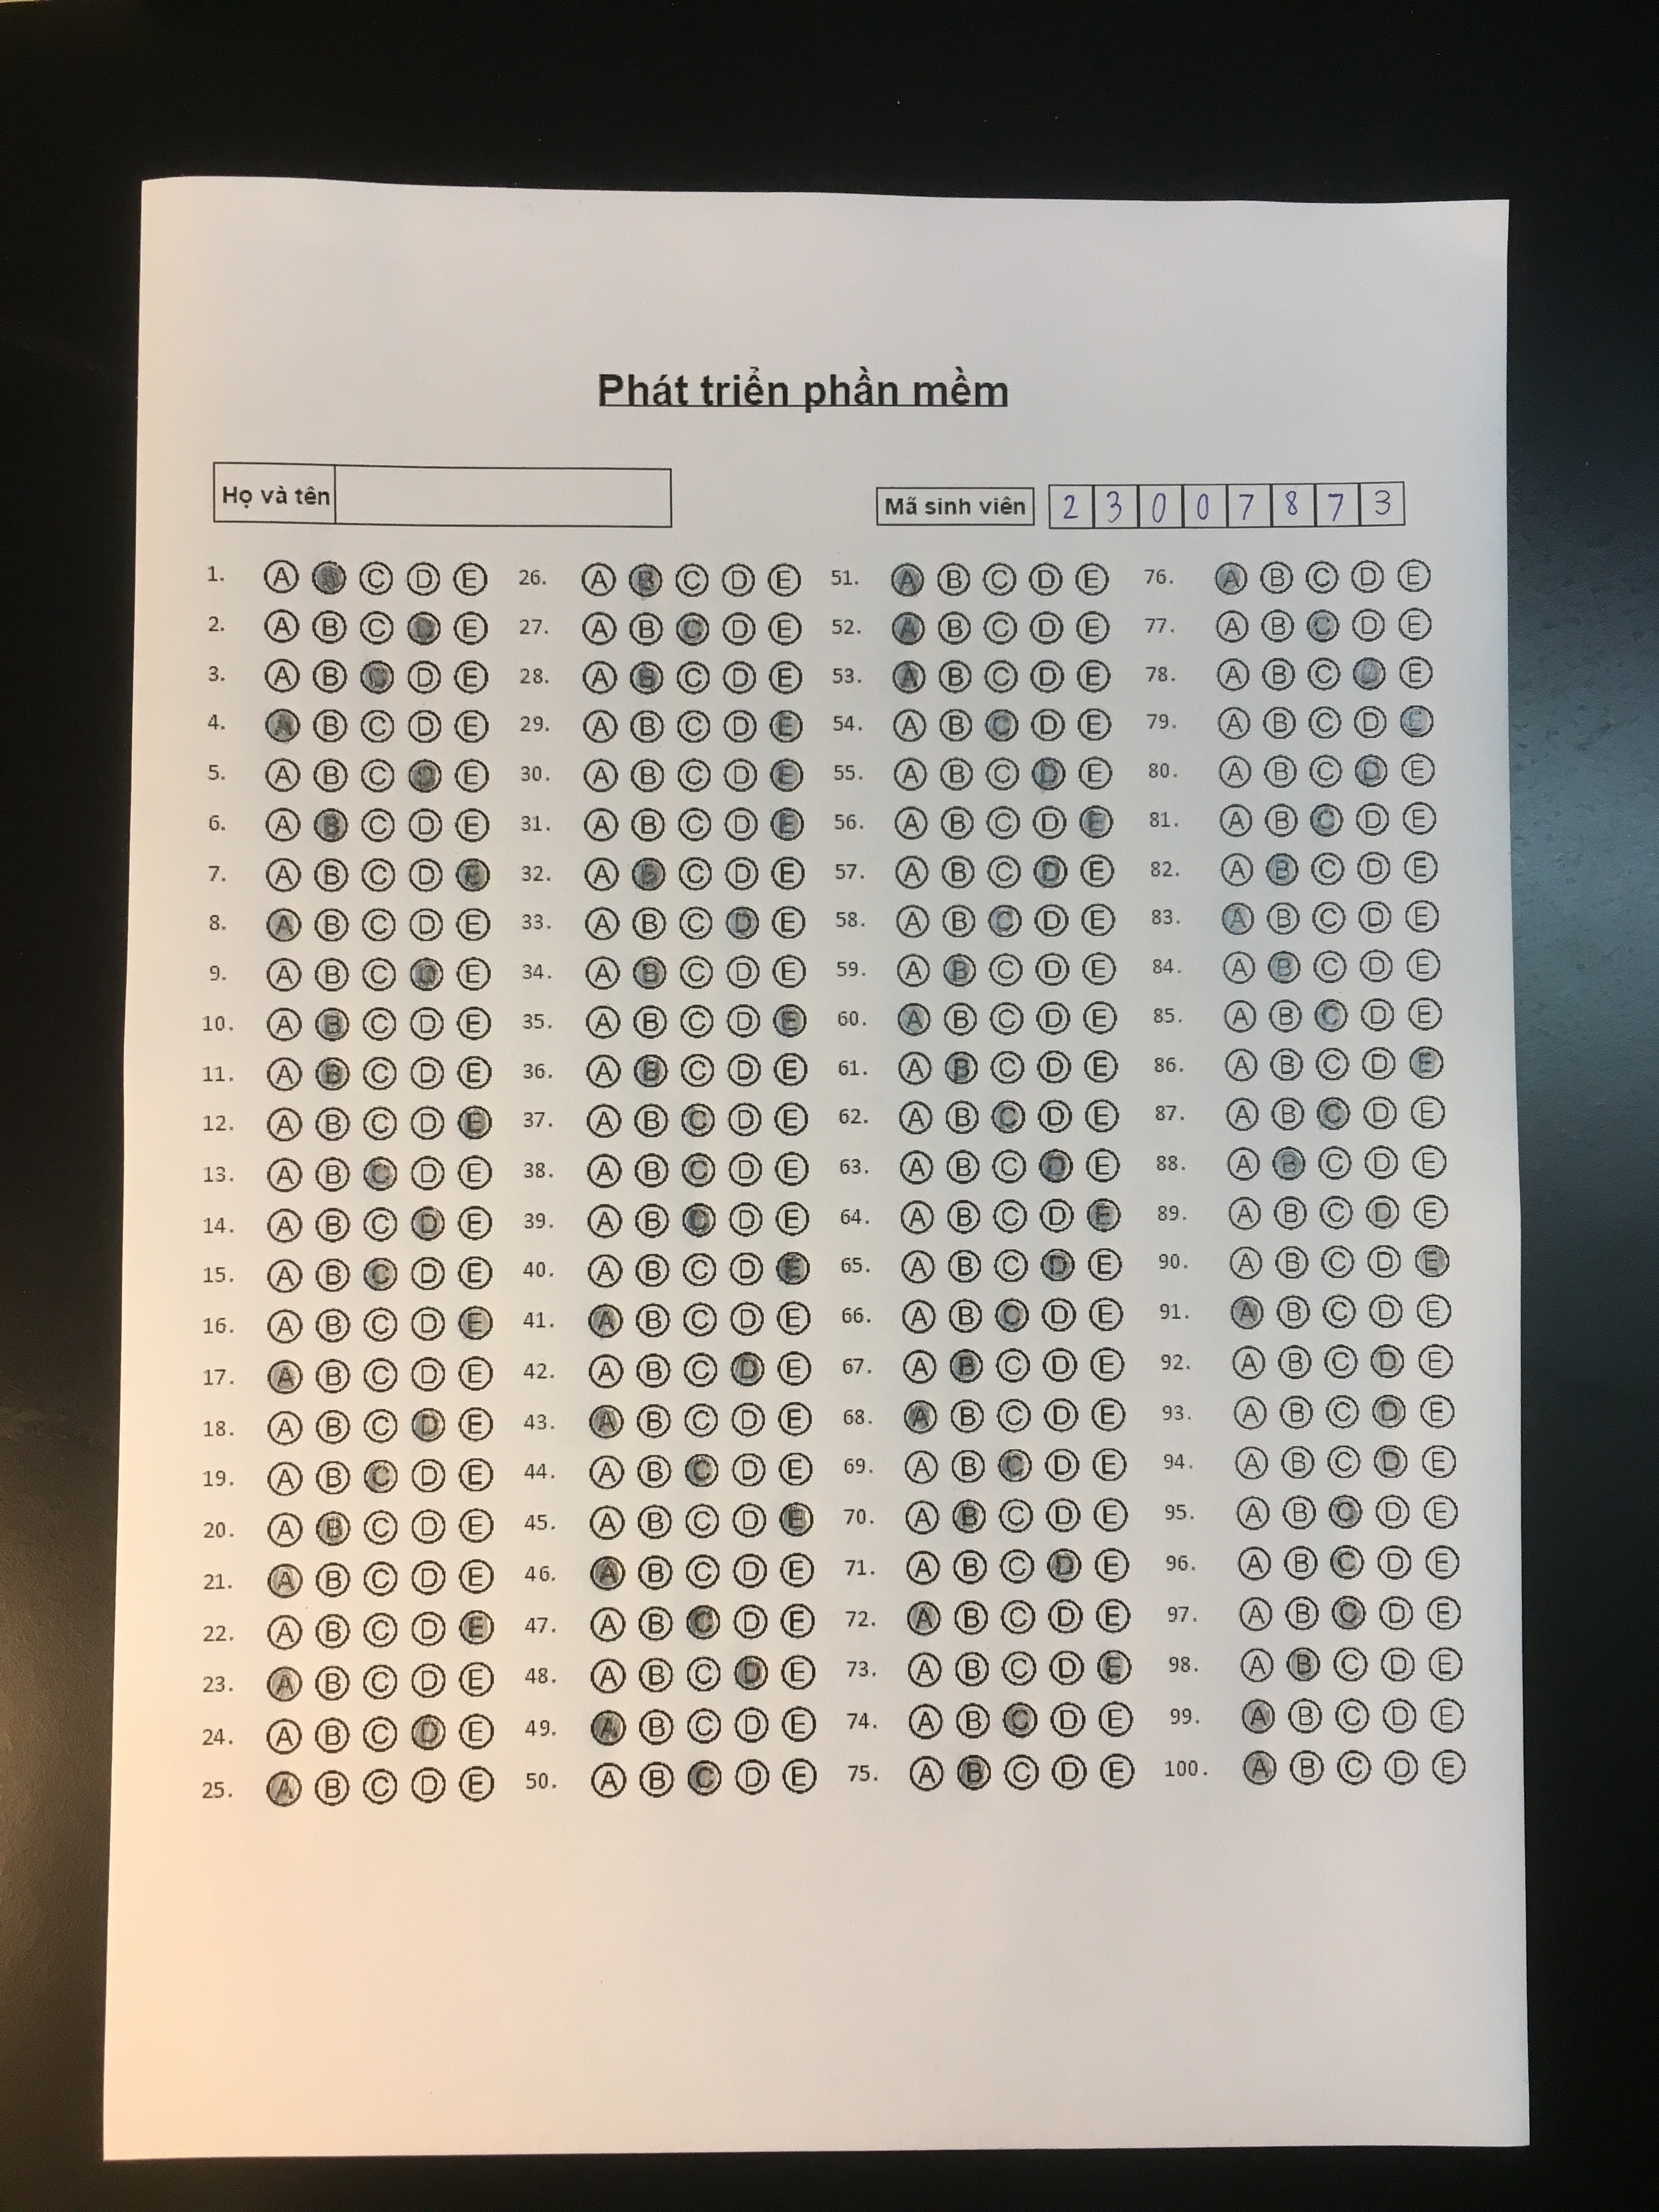 Phát triển phần mềm
Họ và tên
Mã sinh viên 2 3 0 0 7 8 7 3
1. A B C D E 26. A B C D E 51. A B C D E 76. A B C D E
2. A B C D E 27. A B C D E 52. A B C D E 77. A B C D E
3. A B C D E 28. A B C D E 53. A B C D E 78. A B C D E
4. A B C D E 29. A B C D E 54. A B C D E 79. A B C D E
5. A B C D E 30. A B C D E 55. A B C D E 80. A B C D E
6. A B C D E 31. A B C D E 56. A B C D E 81. A B C D E
7. A B C D E 32. A B C D E 57. A B C D E 82. A B C D E
8. A B C D E 33. A B C D E 58. A B C D E 83. A B C D E
9. A B C D E 34. A B C D E 59. A B C D E 84. A B C D E
10. A B C D E 35. A B C D E 60. A B C D E 85. A B C D E
11. A B C D E 36. A B C D E 61. A B C D E 86. A B C D E
12. A B C D E 37. A B C D E 62. A B C D E 87. A B C D E
13. A B C D E 38. A B C D E 63. A B C D E 88. A B C D E
14. A B C D E 39. A B C D E 64. A B C D E 89. A B C D E
15. A B C D E 40. A B C D E 65. A B C D E 90. A B C D E
16. A B C D E 41. A B C D E 66. A B C D E 91. A B C D E
17. A B C D E 42. A B C D E 67. A B C D E 92. A B C D E
18. A B C D E 43. A B C D E 68. A B C D E 93. A B C D E
19. A B C D E 44. A B C D E 69. A B C D E 94. A B C D E
20. A B C D E 45. A B C D E 70. A B C D E 95. A B C D E
21. A B C D E 46. A B C D E 71. A B C D E 96. A B C D E
22. A B C D E 47. A B C D E 72. A B C D E 97. A B C D E
23. A B C D E 48. A B C D E 73. A B C D E 98. A B C D E
24. A B C D E 49. A B C D E 74. A B C D E 99. A B C D E
25. A B C D E 50. A B C D E 75. A B C D E 100. A B C D E